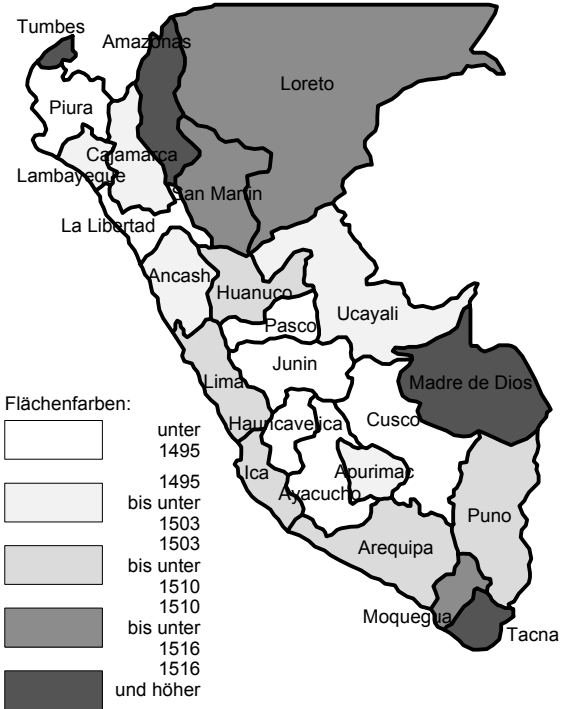 Tumbes
Amazonas
Loreto
Piura
Cajamarca
Lambayeque
San Martin
La Libertad
Ancash
Huanuco
Ucayali
Pasco
Junin
Lima
Madre de Dios
Flächenfarben:
Hauncavelica
Cusco
unter
1495
Ica
Apurimac
Ayacucho
1495
bis unter
1503
Puno
Arequipa
1503
bis unter
1510
1510
bis unter
1516
Moquegua
Tacna
1516
und höher